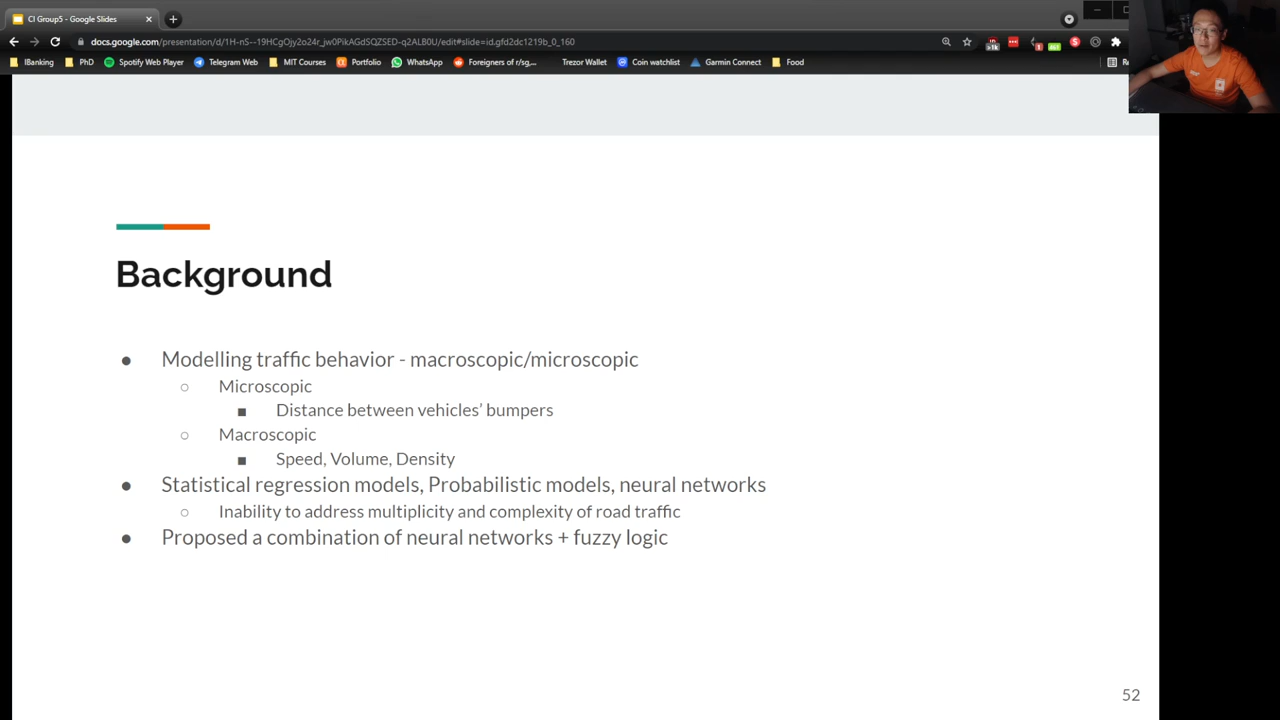 CI Group5 - Google Slides
docs.google.com/presentation/d/1H-nS--19HCgOjy2o24r_jw0PikAGdSQZSED-q2ALB0U/edit#slide=id.gfd2dc1219b_0_160
IBanking PhD Spotify Web Player Telegram Web MIT Courses Portfolio WhatsApp Foreigners of r/sg,... Trezor Wallet Coin watchlist Garmin Connect Food
Background
● Modelling traffic behavior - macroscopic/microscopic
○ Microscopic
■ Distance between vehicles’ bumpers
○ Macroscopic
■ Speed, Volume, Density
● Statistical regression models, Probabilistic models, neural networks
○ Inability to address multiplicity and complexity of road traffic
● Proposed a combination of neural networks + fuzzy logic
52